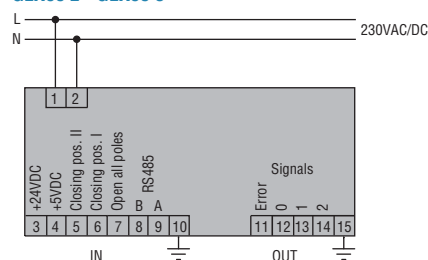 L
N
230VAC/DC
1 2
+24VDC
+5VDC
Closing pos. II
Closing pos. I
Open all poles
B
A
RS485
Signals
Error
0
1
2
3 4 5 6 7 8 9 10
11 12 13 14 15
IN
OUT